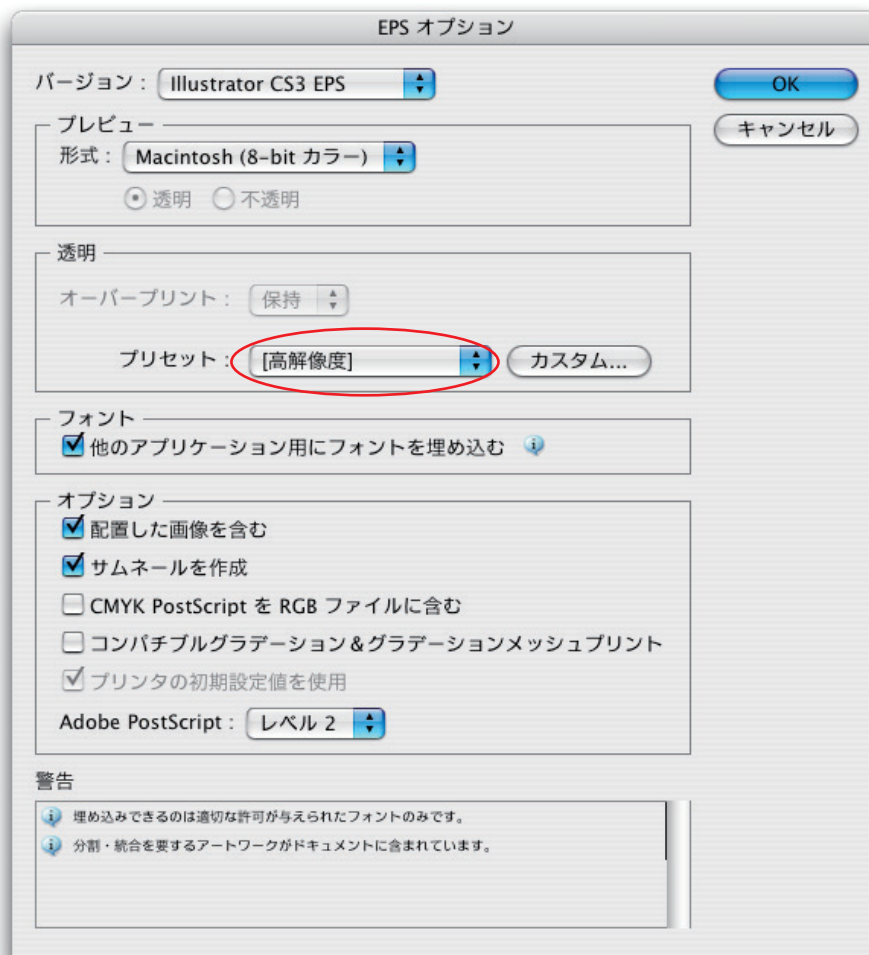 EPS オプション
バージョン : Illustrator CS3 EPS
OK
プレビュー
キャンセル
形式 : Macintosh (8-bit カラー)
透明 不透明
透明
オーバープリント : 保持
プリセット : [高解像度] カスタム...
フォント
他のアプリケーション用にフォントを埋め込む
オプション
配置した画像を含む
サムネールを作成
CMYK PostScript を RGB ファイルに含む
コンパチブルグラデーション&グラデーションメッシュプリント
プリンタの初期設定値を使用
Adobe PostScript : レベル 2
警告
埋め込みできるのは適切な許可が与えられたフォントのみです。
分割・統合を要するアートワークがドキュメントに含まれています。